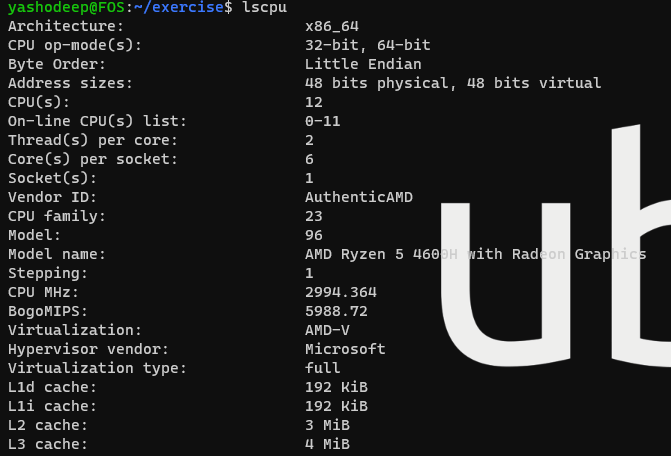 yashodeep@FOS:~/exercise$ lscpu
Architecture: x86_64
CPU op-mode(s): 32-bit, 64-bit
Byte Order: Little Endian
Address sizes: 48 bits physical, 48 bits virtual
CPU(s): 12
On-line CPU(s) list: 0-11
Thread(s) per core: 2
Core(s) per socket: 6
Socket(s): 1
Vendor ID: AuthenticAMD
CPU family: 23
Model: 96
Model name: AMD Ryzen 5 4600H with Radeon Graphics
Stepping: 1
CPU MHz: 2994.364
BogoMIPS: 5988.72
Virtualization: AMD-V
Hypervisor vendor: Microsoft
Virtualization type: full
L1d cache: 192 KiB
L1i cache: 192 KiB
L2 cache: 3 MiB
L3 cache: 4 MiB
ub